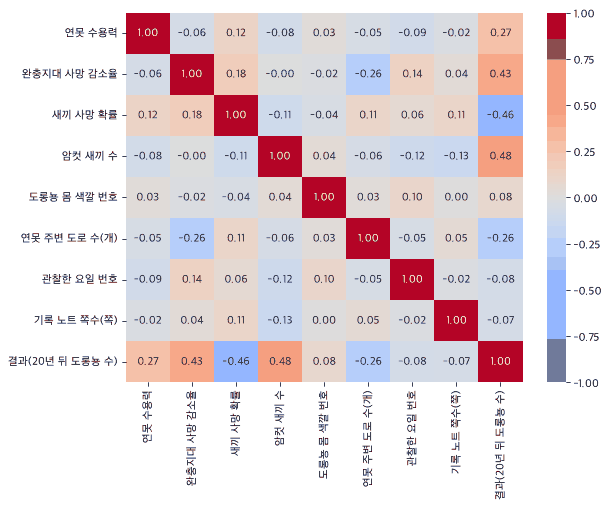 연못 수용력 1.00 -0.06 0.12 -0.08 0.03 -0.05 -0.09 -0.02 0.27
완충지대 사망 감소율 -0.06 1.00 0.18 -0.00 -0.02 -0.26 0.14 0.04 0.43
새끼 사망 확률 0.12 0.18 1.00 -0.11 -0.04 0.11 0.06 0.11 -0.46
암컷 새끼 수 -0.08 -0.00 -0.11 1.00 0.04 -0.06 -0.12 -0.13 0.48
도롱뇽 몸 색깔 번호 0.03 -0.02 -0.04 0.04 1.00 0.03 0.10 0.00 0.08
연못 주변 도로 수(개) -0.05 -0.26 0.11 -0.06 0.03 1.00 -0.05 0.05 -0.26
관찰한 요일 번호 -0.09 0.14 0.06 -0.12 0.10 -0.05 1.00 -0.02 -0.08
기록 노트 쪽수(쪽) -0.02 0.04 0.11 -0.13 0.00 0.05 -0.02 1.00 -0.07
결과(20년 뒤 도롱뇽 수) 0.27 0.43 -0.46 0.48 0.08 -0.26 -0.08 -0.07 1.00
연못 수용력
완충지대 사망 감소율
새끼 사망 확률
암컷 새끼 수
도롱뇽 몸 색깔 번호
연못 주변 도로 수(개)
관찰한 요일 번호
기록 노트 쪽수(쪽)
결과(20년 뒤 도롱뇽 수)
1.00
0.75
0.50
0.25
0.00
-0.25
-0.50
-0.75
-1.00